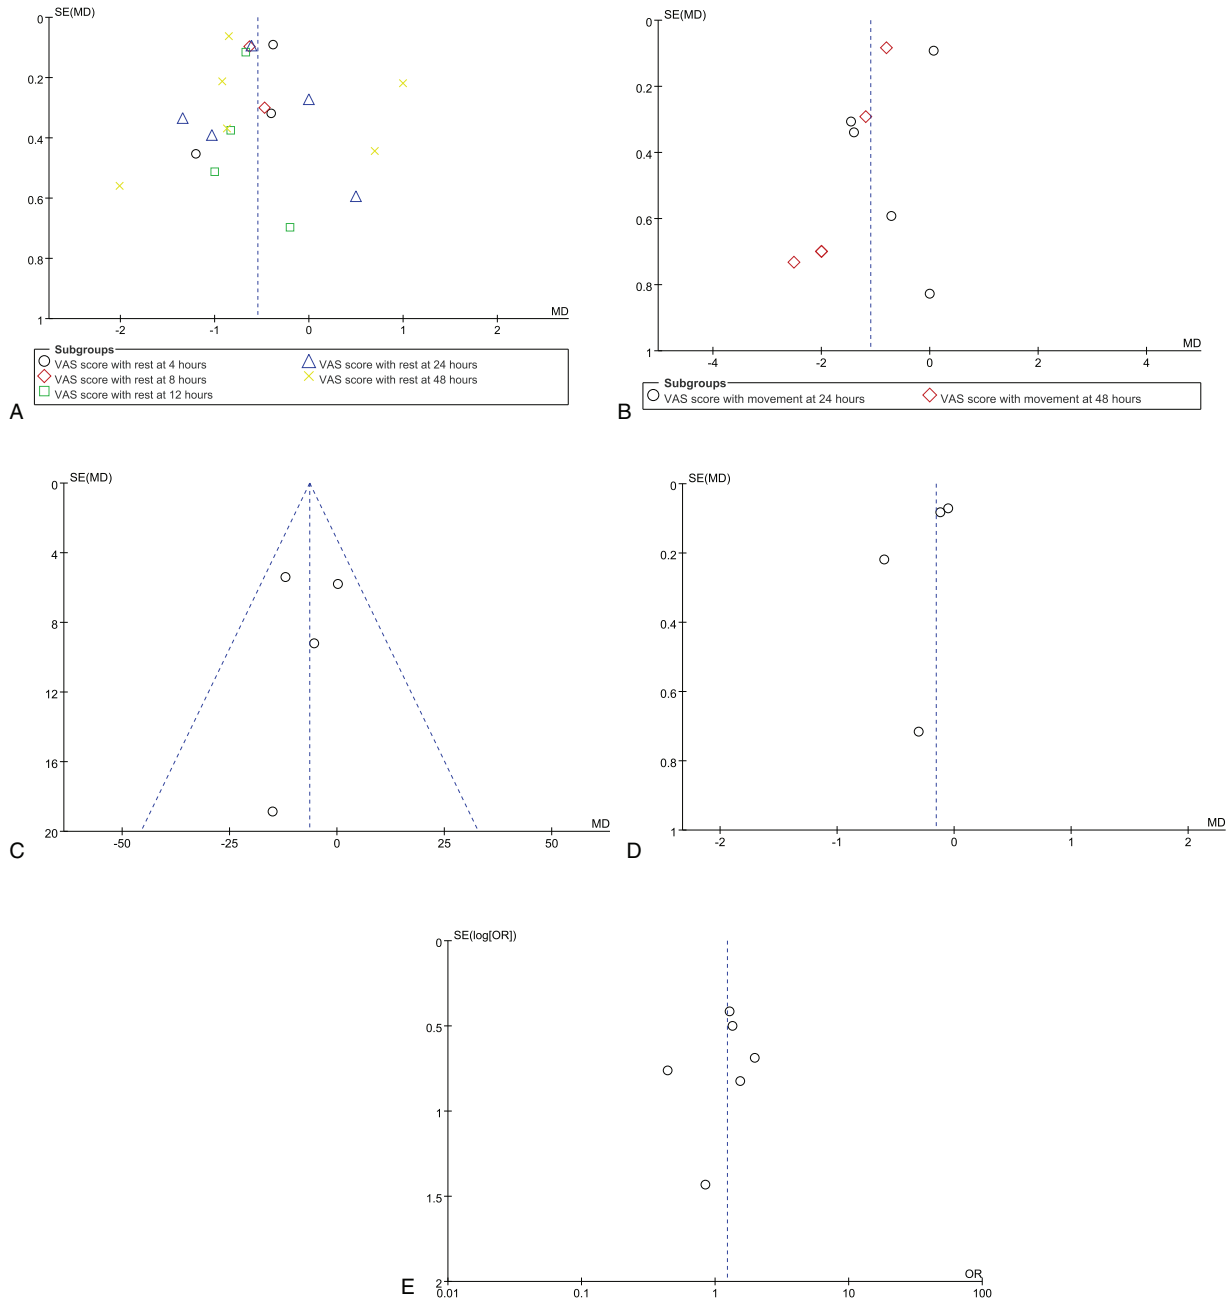 SE(MD)
0
0.2
0.4
0.6
0.8
1
-2
-1
0
1
2
MD
Subgroups
VAS score with rest at 4 hours
VAS score with rest at 8 hours
VAS score with rest at 12 hours
VAS score with rest at 24 hours
VAS score with rest at 48 hours
A
SE(MD)
0
0.2
0.4
0.6
0.8
1
-4
-2
0
2
4
MD
Subgroups
VAS score with movement at 24 hours
VAS score with movement at 48 hours
B
SE(MD)
0
4
8
12
16
20
-50
-25
0
25
50
MD
C
SE(MD)
0
0.2
0.4
0.6
0.8
1
-2
-1
0
1
2
MD
D
SE(log[OR])
0
0.5
1
1.5
2
0.01
0.1
1
10
100
OR
E